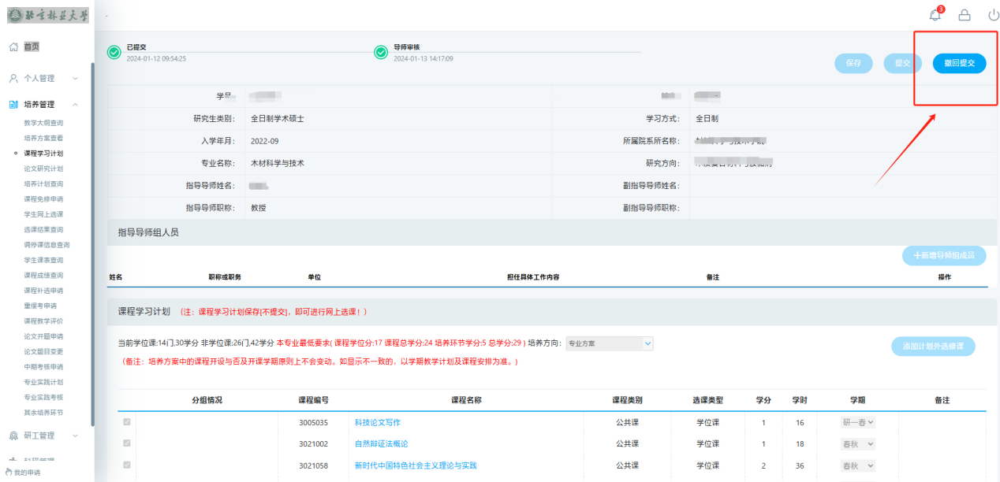 北京林业大学
3
首页
个人管理
培养管理
教学大纲查询
培养方案查看
课程学习计划
论文研究计划
培养计划查询
课程免修申请
学生网上选课
选课结果查询
调停课信息查询
学生课表查询
课程成绩查询
课程补选申请
重缓考申请
课程教学评价
论文开题申请
论文题目变更
中期考核申请
专业实践计划
专业实践考核
其余培养环节
研工管理
科研管理
我的申请
已提交
2024-01-12 09:54:25
导师审核
2024-01-13 14:17:09
保存 提交 撤回提交
学号
研究生类别： 全日制学术硕士 学习方式： 全日制
入学年月： 2022-09 所属院系所名称：
专业名称： 木材科学与技术 研究方向：
指导导师姓名： 副指导导师姓名：
指导导师职称： 教授 副指导导师职称：
指导导师组人员
+新增导师组成员
姓名 职称或职务 单位 担任具体工作内容 备注 操作
课程学习计划 （注：课程学习计划保存[不提交]，即可进行网上选课！）
当前学位课:14门,30学分 非学位课:26门,42学分 本专业最低要求( 课程学位分:17 课程总学分:24 培养环节学分:5 总学分:29 ) 培养方向： 专业方案
添加计划外选修课
（备注：培养方案中的课程开设与否及开课学期原则上不会变动。如显示不一致的，以学期教学计划及课程安排为准。）
分组情况 课程编号 课程名称 课程类别 选课类型 学分 学时 学期 备注
3005035 科技论文写作 公共课 学位课 1 16 研一春
3021002 自然辩证法概论 公共课 学位课 1 18 春秋
3021058 新时代中国特色社会主义理论与实践 公共课 学位课 2 36 春秋